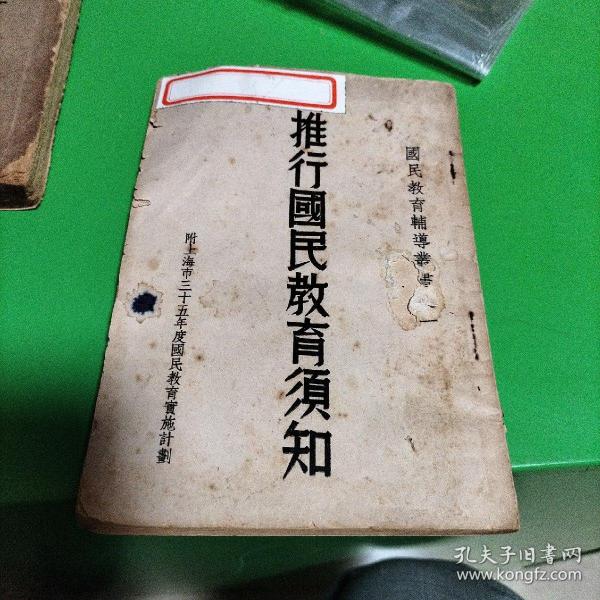 國民教育輔導叢書
推行國民教育須知
附上海市三十五年度國民教育實施計劃
孔夫子旧书网
www.kongfz.com